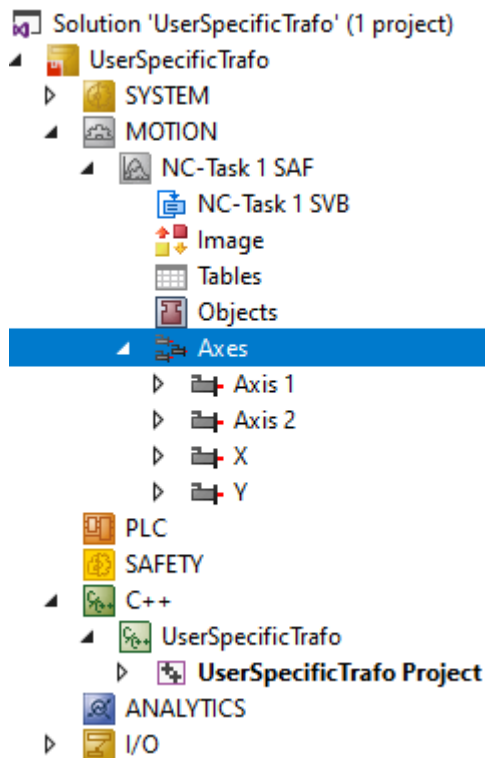 Solution 'UserSpecificTrafo' (1 project)
UserSpecificTrafo
SYSTEM
MOTION
NC-Task 1 SAF
NC-Task 1 SVB
Image
Tables
Objects
Axes
Axis 1
Axis 2
X
Y
PLC
SAFETY
C++
UserSpecificTrafo
UserSpecificTrafo Project
ANALYTICS
I/O